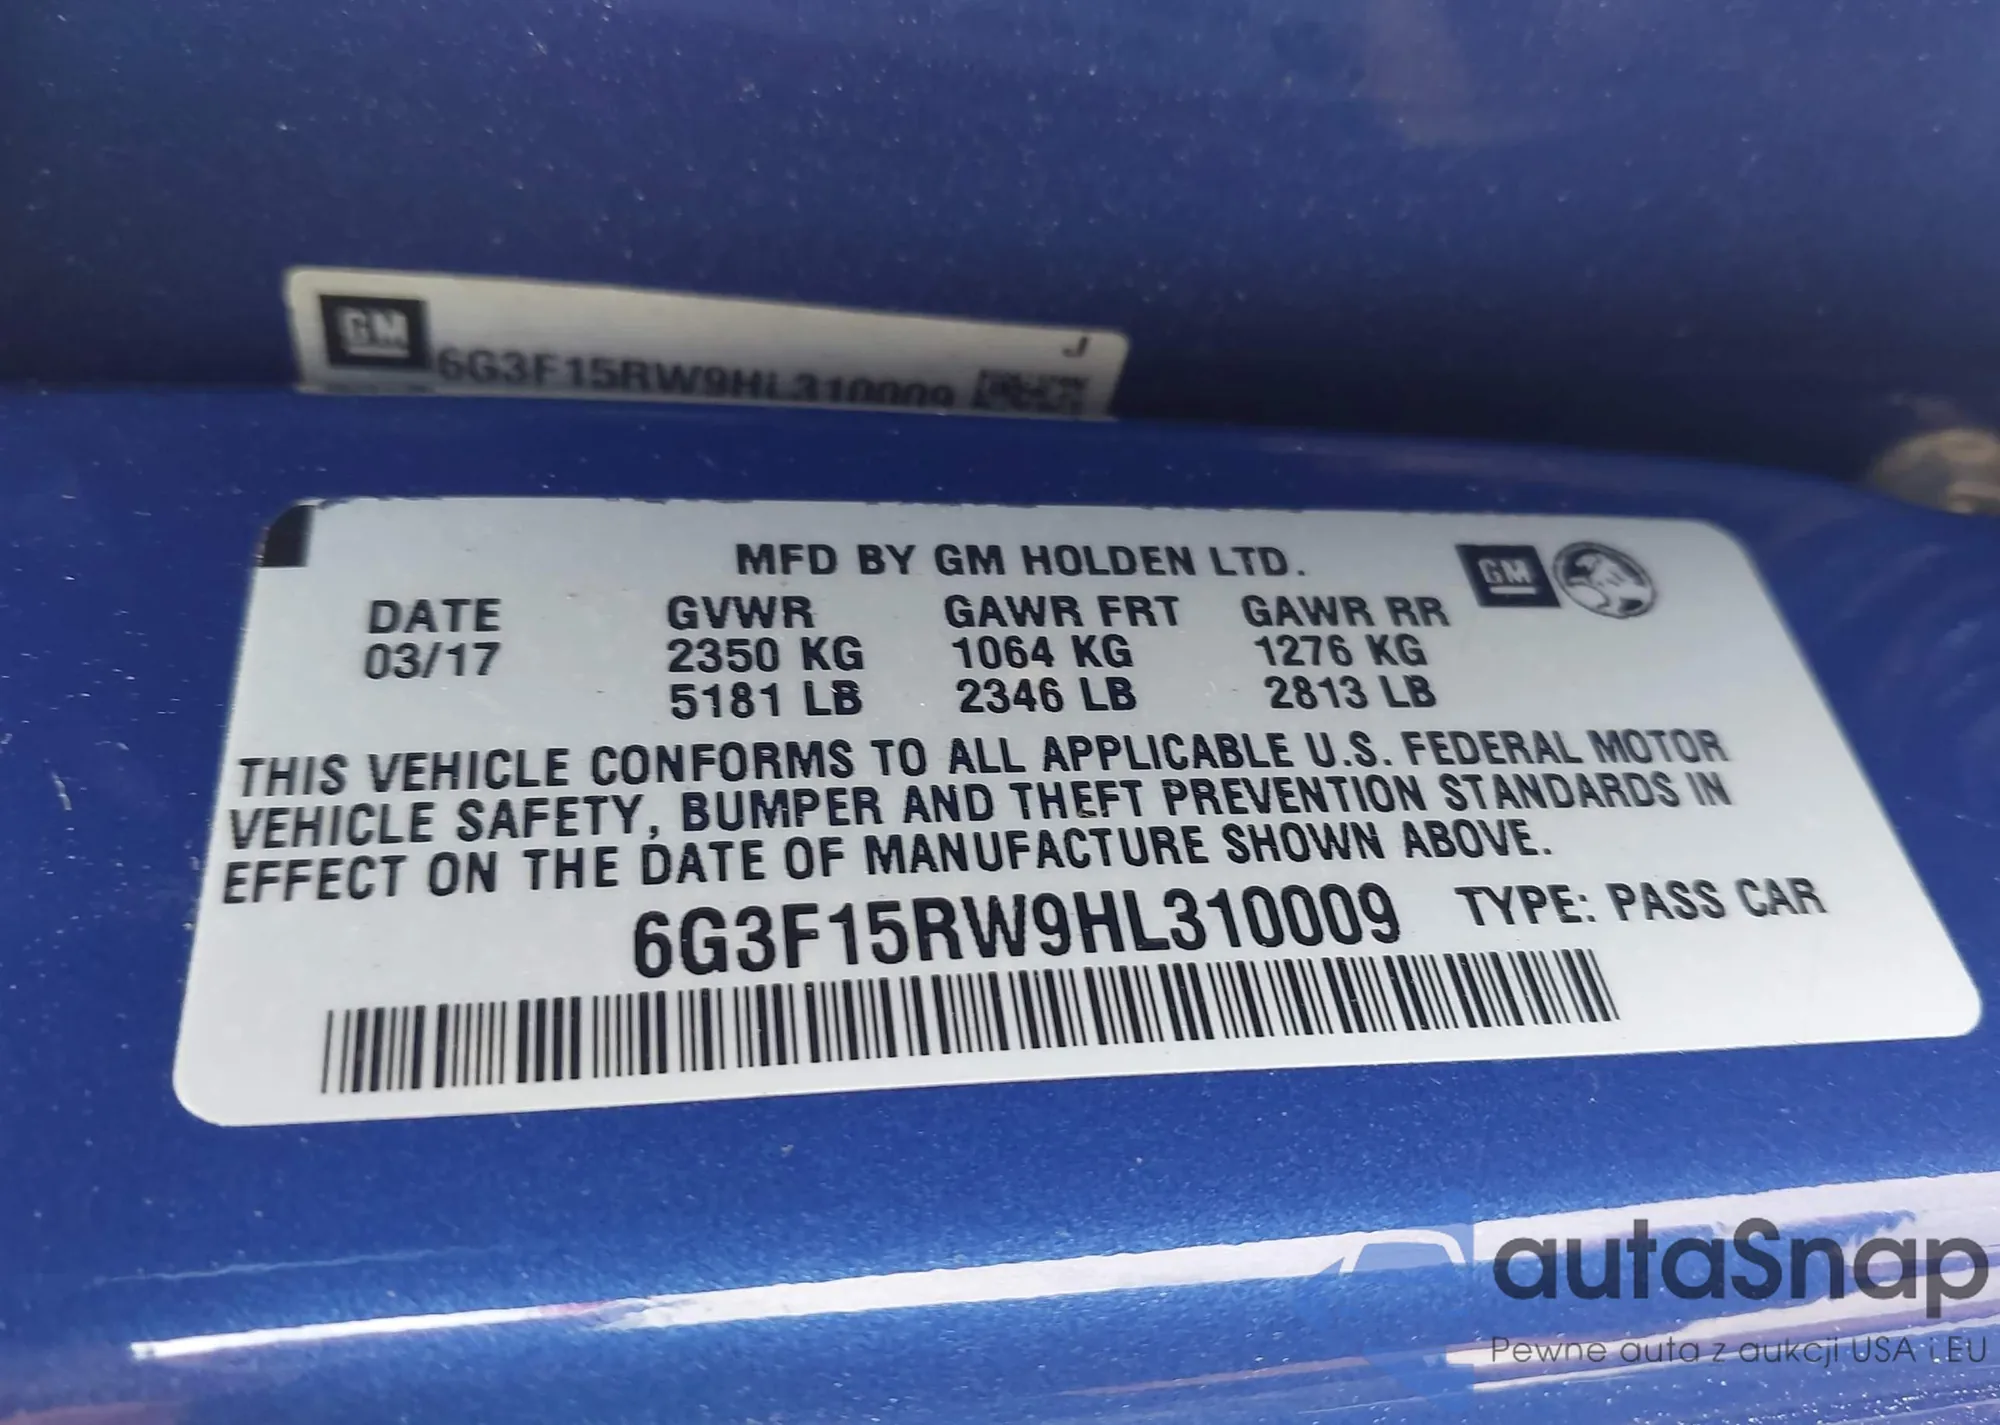 GM
J
6G3F15RW9HL310009
MFD BY GM HOLDEN LTD.
GM
DATE GVWR GAWR FRT GAWR RR
03/17 2350 KG 1064 KG 1276 KG
5181 LB 2346 LB 2813 LB
THIS VEHICLE CONFORMS TO ALL APPLICABLE U.S. FEDERAL MOTOR
VEHICLE SAFETY, BUMPER AND THEFT PREVENTION STANDARDS IN
EFFECT ON THE DATE OF MANUFACTURE SHOWN ABOVE.
6G3F15RW9HL310009 TYPE: PASS CAR
autaSnap
Pewne auta z aukcji USA i EU